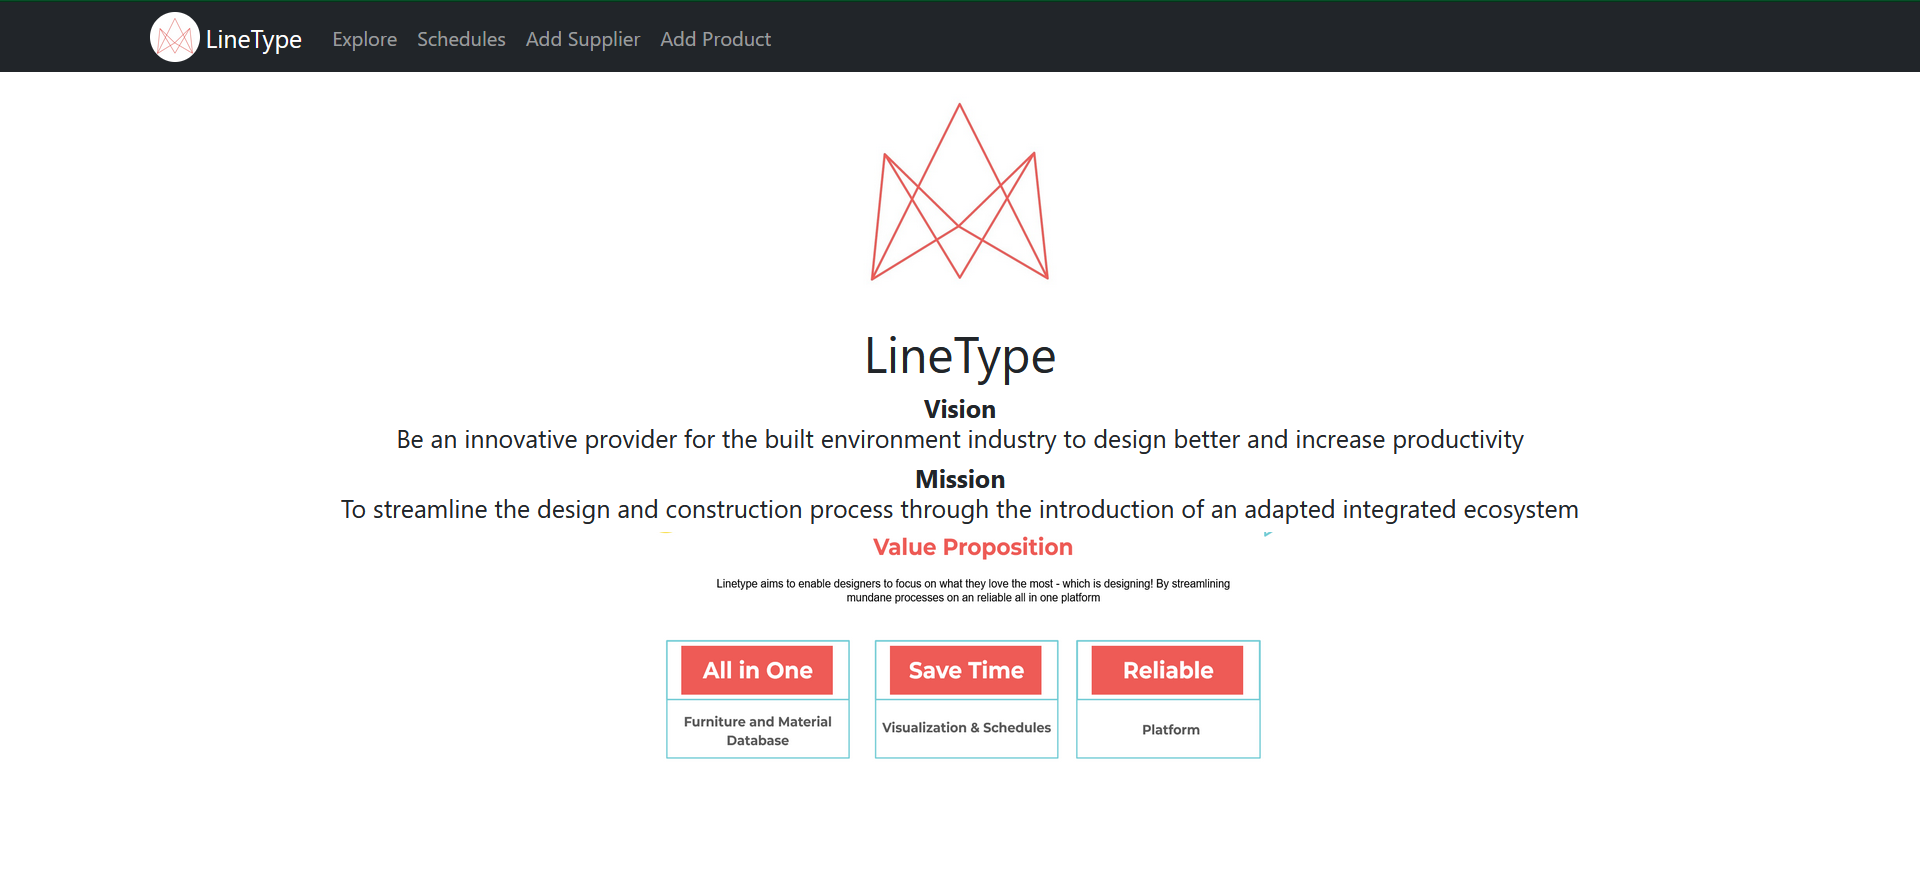 LineType Explore Schedules Add Supplier Add Product
LineType
Vision
Be an innovative provider for the built environment industry to design better and increase productivity
Mission
To streamline the design and construction process through the introduction of an adapted integrated ecosystem
Value Proposition
Linetype aims to enable designers to focus on what they love the most - which is designing! By streamlining
mundane processes on an reliable all in one platform
All in One
Furniture and Material
Database
Save Time
Visualization & Schedules
Reliable
Platform